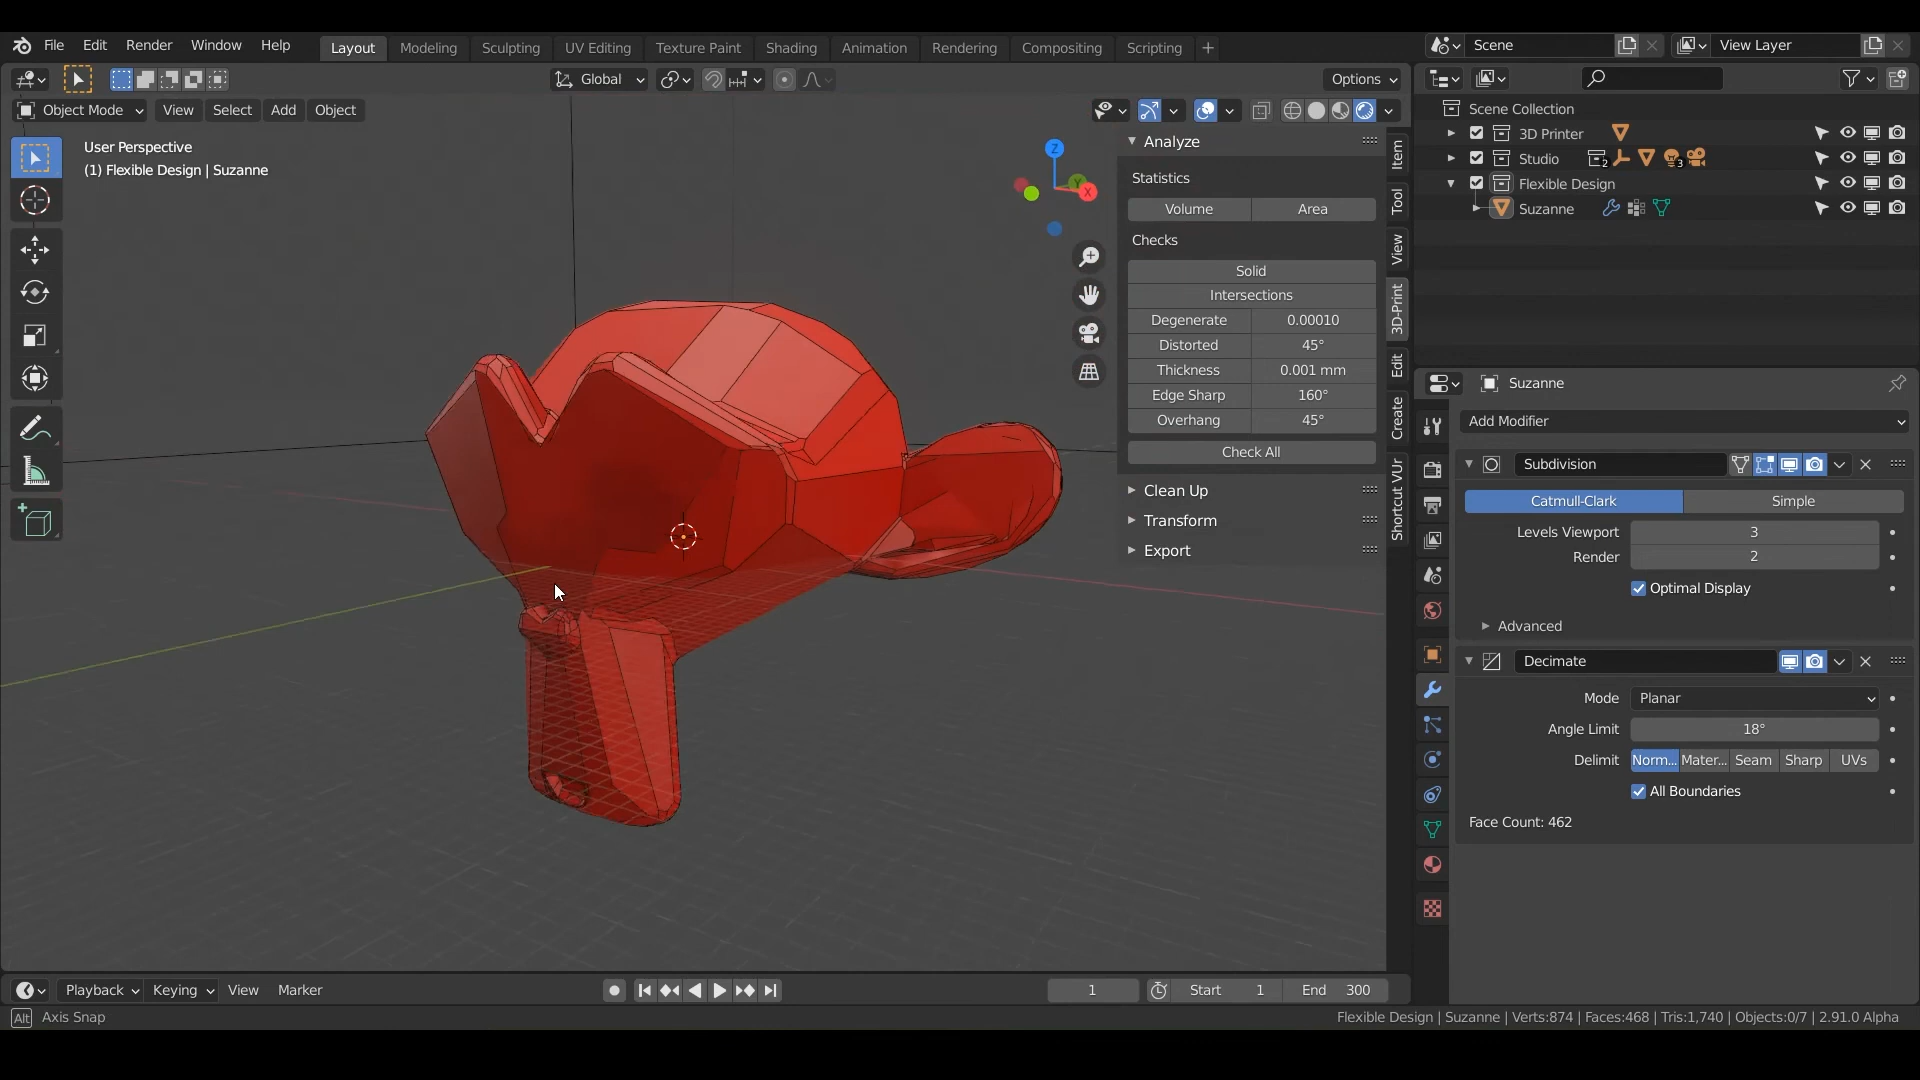 File Edit Render Window Help Layout Modeling Sculpting UV Editing Texture Paint Shading Animation Rendering Compositing Scripting + Scene View Layer
Global Options
Object Mode View Select Add Object
User Perspective
(1) Flexible Design | Suzanne
Z
Y
X
Analyze
Statistics
Volume Area
Checks
Solid
Intersections
Degenerate 0.00010
Distorted 45°
Thickness 0.001 mm
Edge Sharp 160°
Overhang 45°
Check All
Clean Up
Transform
Export
Item
Tool
View
3D-Print
Edit
Create
Shortcut VUr
Scene Collection
3D Printer
Studio 2 3
Flexible Design
Suzanne
Suzanne
Add Modifier
Subdivision
Catmull-Clark Simple
Levels Viewport 3
Render 2
Optimal Display
Advanced
Decimate
Mode Planar
Angle Limit 18°
Delimit Norm... Mater... Seam Sharp UVs
All Boundaries
Face Count: 462
Playback Keying View Marker 1 Start 1 End 300
Alt Axis Snap
Flexible Design | Suzanne | Verts:874 | Faces:468 | Tris:1,740 | Objects:0/7 | 2.91.0 Alpha